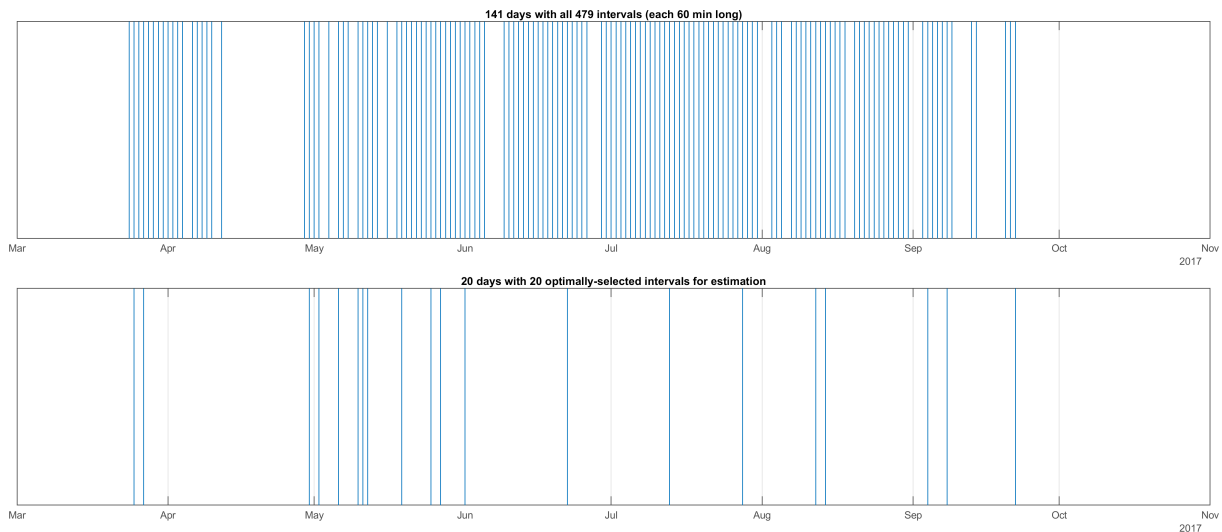 141 days with all 479 intervals (each 60 min long)
Mar Apr May Jun Jul Aug Sep Oct Nov
2017
20 days with 20 optimally-selected intervals for estimation
Mar Apr May Jun Jul Aug Sep Oct Nov
2017